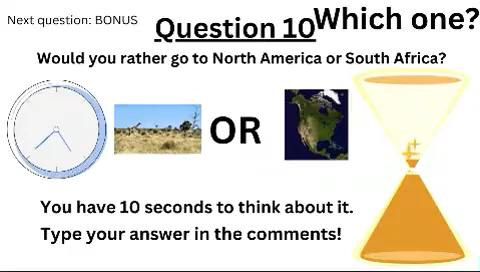 Next question: BONUS
Question 10
Which one?
Would you rather go to North America or South Africa?
OR
You have 10 seconds to think about it.
Type your answer in the comments!